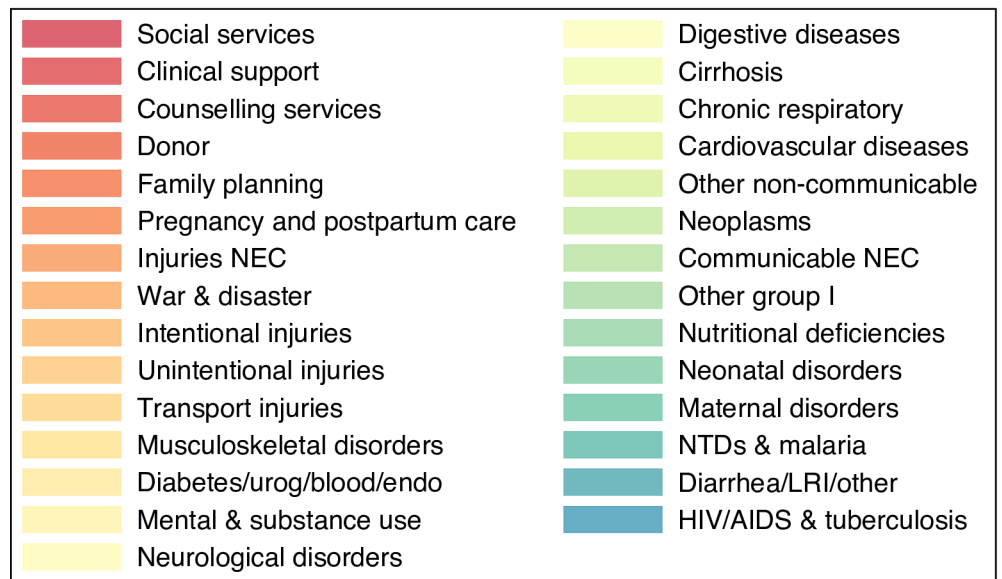 Social services
Clinical support
Counselling services
Donor
Family planning
Pregnancy and postpartum care
Injuries NEC
War & disaster
Intentional injuries
Unintentional injuries
Transport injuries
Musculoskeletal disorders
Diabetes/urog/blood/endo
Mental & substance use
Neurological disorders
Digestive diseases
Cirrhosis
Chronic respiratory
Cardiovascular diseases
Other non-communicable
Neoplasms
Communicable NEC
Other group I
Nutritional deficiencies
Neonatal disorders
Maternal disorders
NTDs & malaria
Diarrhea/LRI/other
HIV/AIDS & tuberculosis